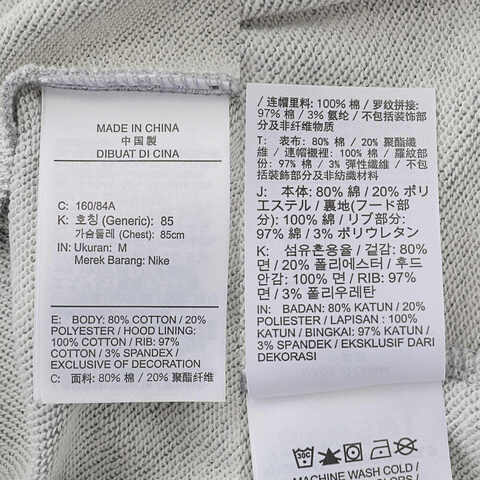 MADE IN CHINA
中国製
DIBUAT DI CINA
C: 160/84A
K: 호칭 (Generic): 85
가슴둘레 (Chest): 85cm
IN: Ukuran: M
Merek Barang: Nike
E: BODY: 80% COTTON / 20%
POLYESTER / HOOD LINING:
100% COTTON / RIB: 97%
COTTON / 3% SPANDEX /
EXCLUSIVE OF DECORATION
C: 面料: 80% 棉 / 20% 聚酯纤维
/ 连帽里料: 100% 棉 / 罗纹拼接:
97% 棉 / 3% 氨纶 / 不包括装饰
部分及非纤维物质
T: 表布: 80% 棉 / 20% 聚酯纖
維 / 連帽襯裡: 100% 棉 / 羅紋部
份: 97% 棉 / 3% 彈性纖維 / 不包
括裝飾部分及非紡織材料
J: 本体: 80% 綿 / 20% ポリ
エステル / 裏地(フード部
分): 100% 綿 / リブ部分:
97% 綿 / 3% ポリウレタン
K: 섬유혼용율 / 겉감: 80%
면 / 20% 폴리에스터 / 후드
안감: 100% 면 / RIB: 97%
면 / 3% 폴리우레탄
IN: BADAN: 80% KATUN / 20%
POLYESTER / LAPISAN : 100%
KATUN / BINGKAI: 97% KATUN /
3% SPANDEX / EKSKLUSIF DARI
DEKORASI
30C
MACHINE WASH COLD /